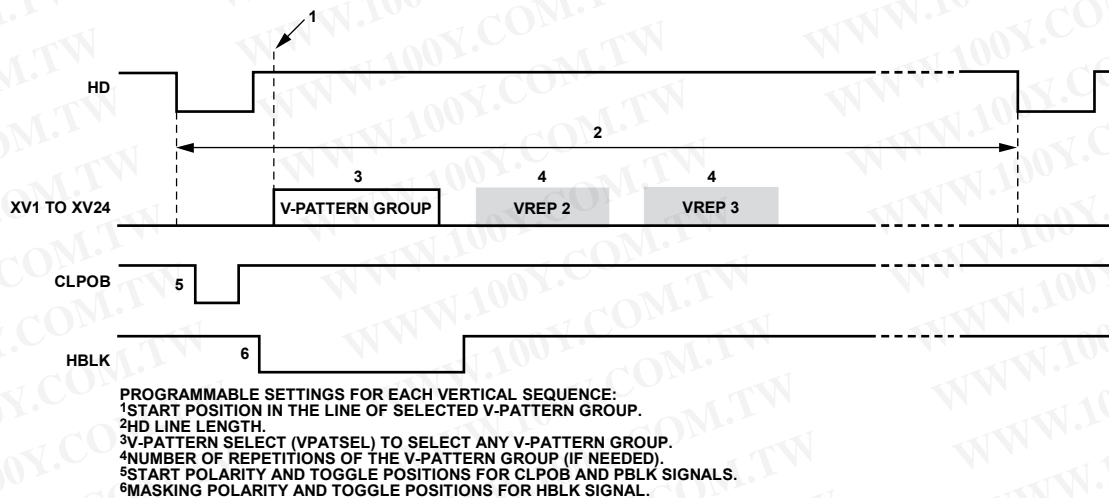 1
HD
2
3
4
4
XV1 TO XV24
V-PATTERN GROUP
VREP 2
VREP 3
CLPOB
5
HBLK
6
PROGRAMMABLE SETTINGS FOR EACH VERTICAL SEQUENCE:
1START POSITION IN THE LINE OF SELECTED V-PATTERN GROUP.
2HD LINE LENGTH.
3V-PATTERN SELECT (VPATSEL) TO SELECT ANY V-PATTERN GROUP.
4NUMBER OF REPETITIONS OF THE V-PATTERN GROUP (IF NEEDED).
5START POLARITY AND TOGGLE POSITIONS FOR CLPOB AND PBLK SIGNALS.
6MASKING POLARITY AND TOGGLE POSITIONS FOR HBLK SIGNAL.
WWW.100Y.COM.TW